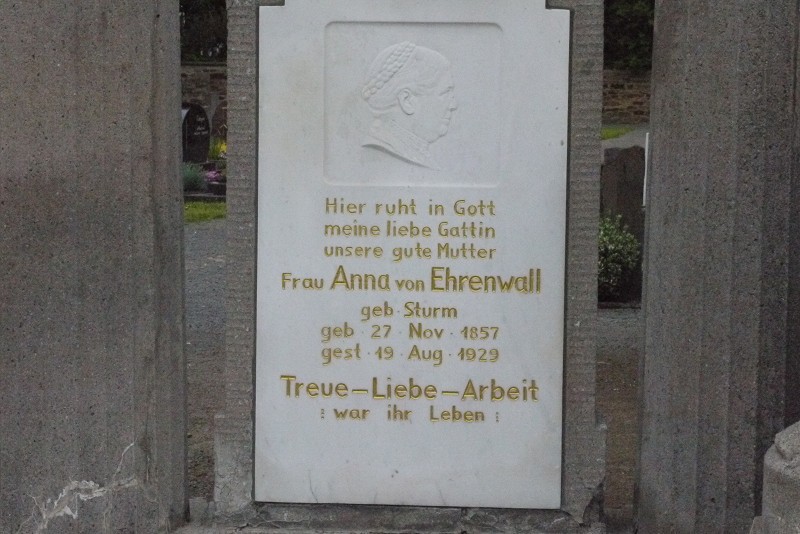 Hier ruht in Gott
meine liebe Gattin
unsere gute Mutter
Frau Anna von Ehrenwall
geb · Sturm
geb · 27 · Nov · 1857
gest · 19 · Aug · 1929
Treue – Liebe – Arbeit
: war ihr Leben :